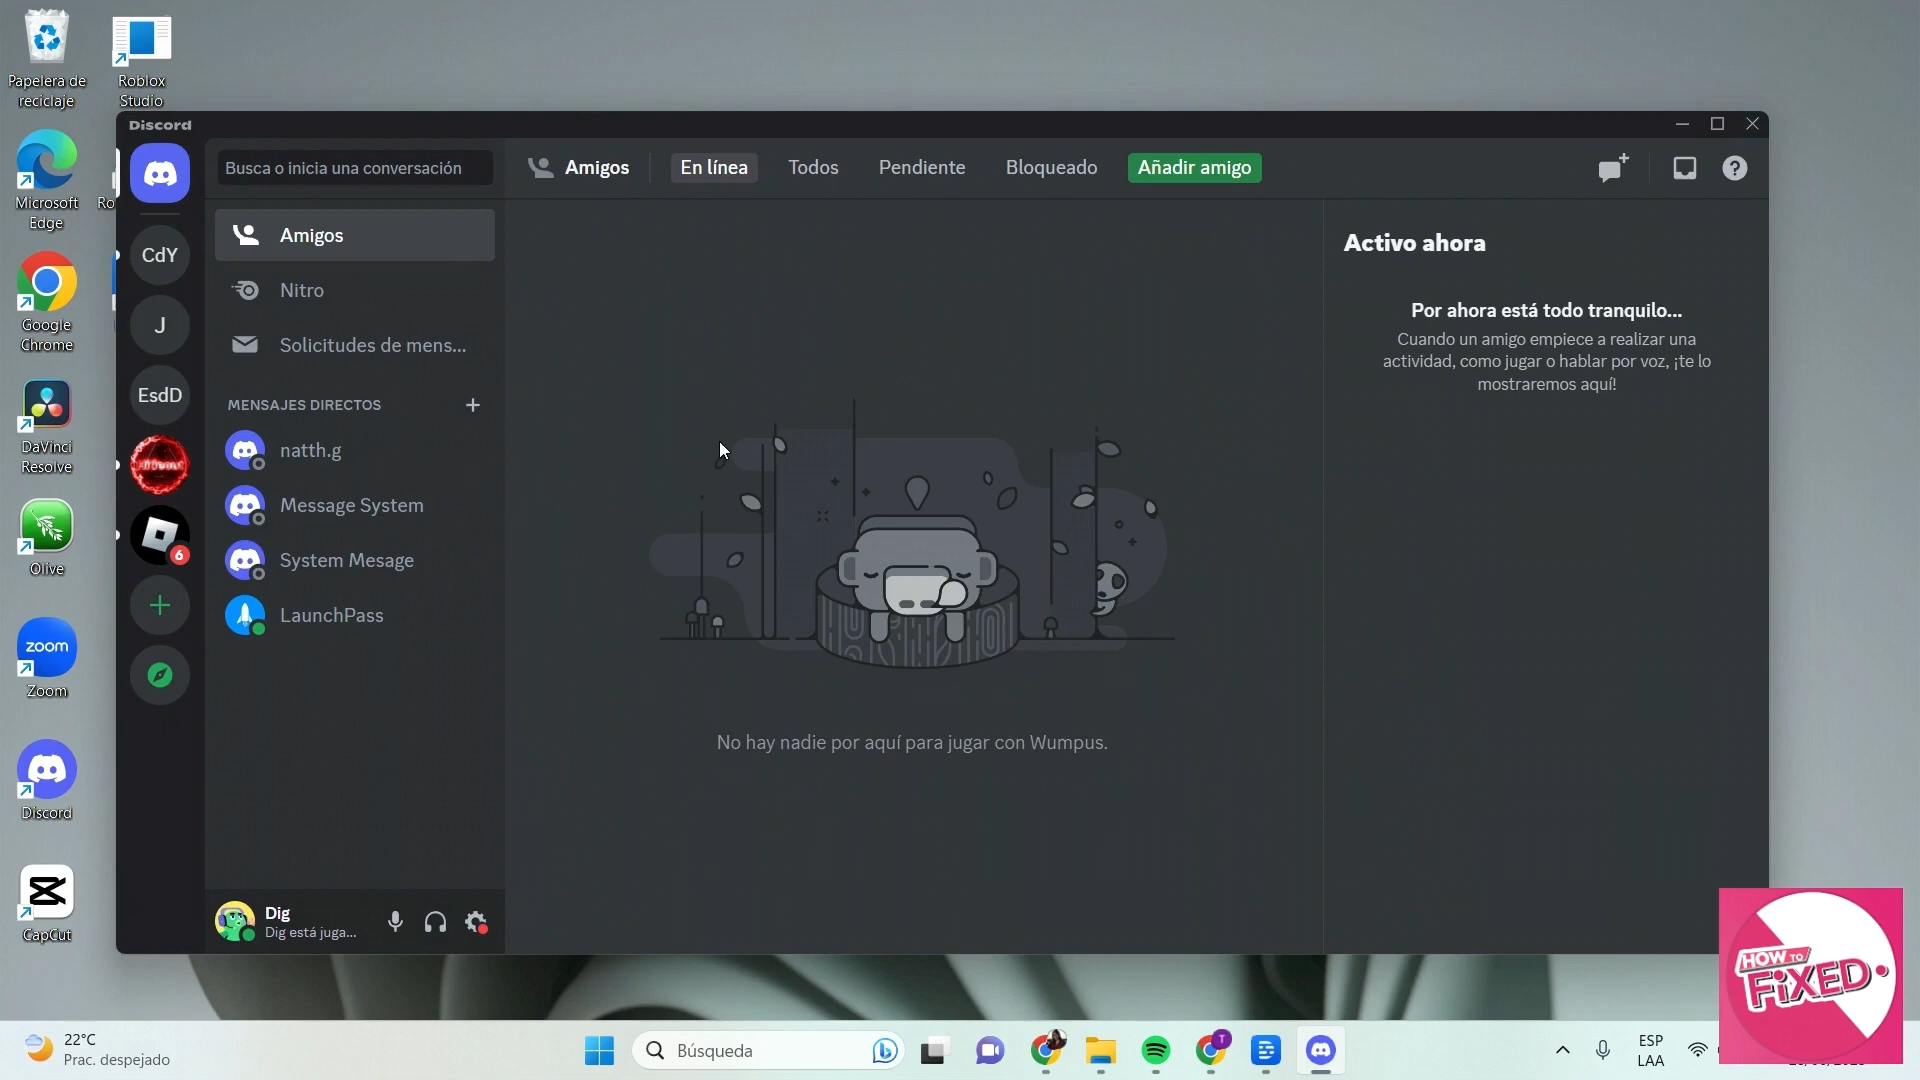 Papelera de
reciclaje
Roblox
Studio
Microsoft
Edge
Ro
Google
Chrome
DaVinci
Resolve
Olive
zoom
Zoom
Discord
CapCut
Discord
CdY
J
EsdD
6
Busca o inicia una conversación
Amigos
Nitro
Solicitudes de mens...
MENSAJES DIRECTOS
natth.g
Message System
System Mesage
LaunchPass
Dig
Dig está juga...
Amigos
En línea
Todos
Pendiente
Bloqueado
Añadir amigo
No hay nadie por aquí para jugar con Wumpus.
Activo ahora
Por ahora está todo tranquilo...
Cuando un amigo empiece a realizar una
actividad, como jugar o hablar por voz, ¡te lo
mostraremos aquí!
HOW TO
FiXED
22°C
Prac. despejado
Búsqueda
T
ESP
LAA